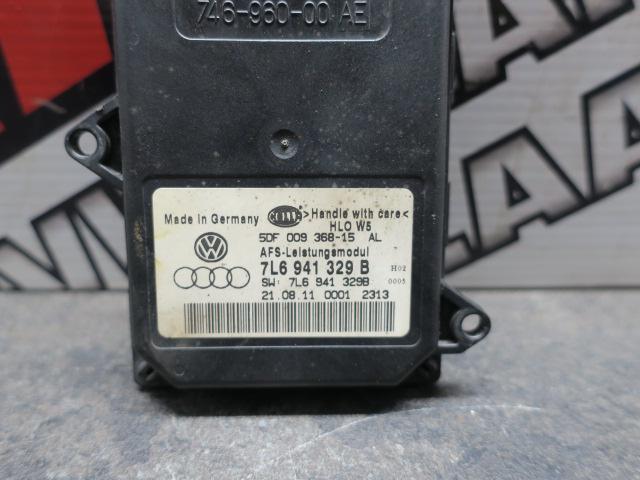 746-960-00 AE
Made in Germany HELLA >Handle with care<
HLO W5
5DF 009 368-15 AL
AFS-Leistungsmodul
7L6 941 329 B H02
SW: 7L6 941 329B 0005
21.08.11 0001 2313